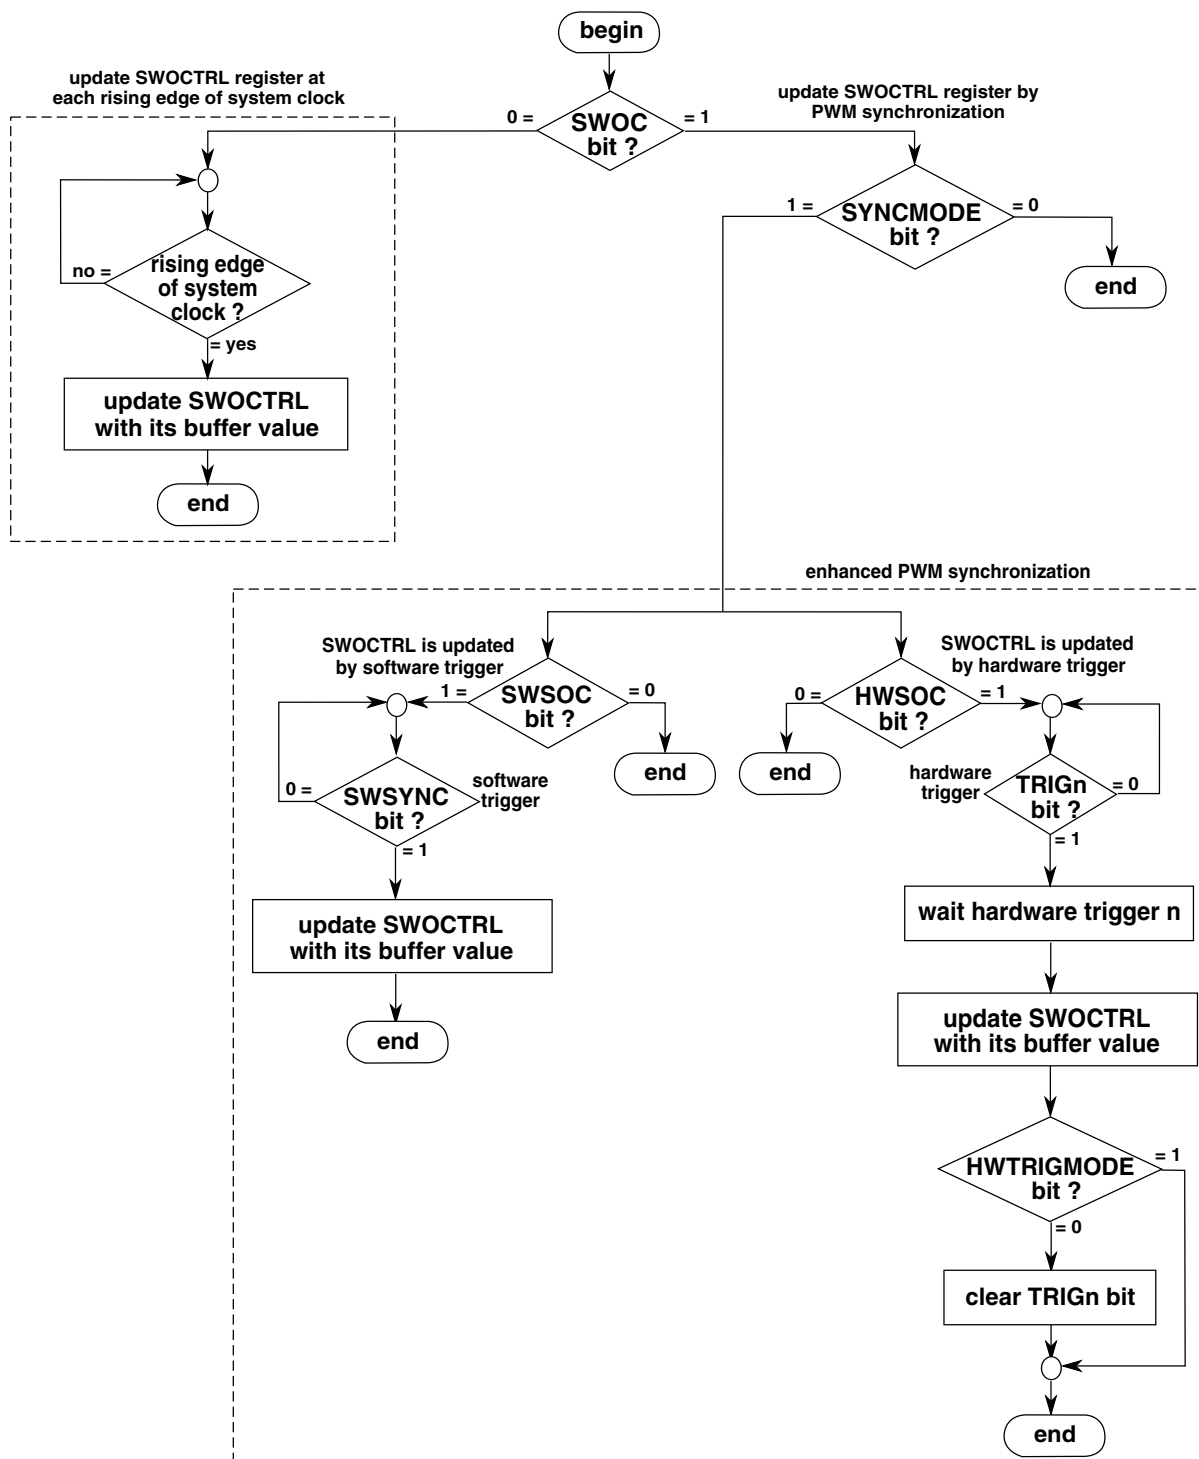 begin
update SWOCTRL register at
each rising edge of system clock
update SWOCTRL register by
PWM synchronization
0 =
SWOC
bit ?
= 1
1 =
SYNCMODE
bit ?
= 0
end
no =
rising edge
of system
clock ?
= yes
update SWOCTRL
with its buffer value
end
enhanced PWM synchronization
SWOCTRL is updated
by software trigger
1 =
SWSOC
bit ?
= 0
end
0 =
SWSYNC
bit ?
software
trigger
= 1
update SWOCTRL
with its buffer value
end
SWOCTRL is updated
by hardware trigger
0 =
HWSOC
bit ?
= 1
end
hardware
trigger
TRIGn
bit ?
= 0
= 1
wait hardware trigger n
update SWOCTRL
with its buffer value
HWTRIGMODE
bit ?
= 1
= 0
clear TRIGn bit
end